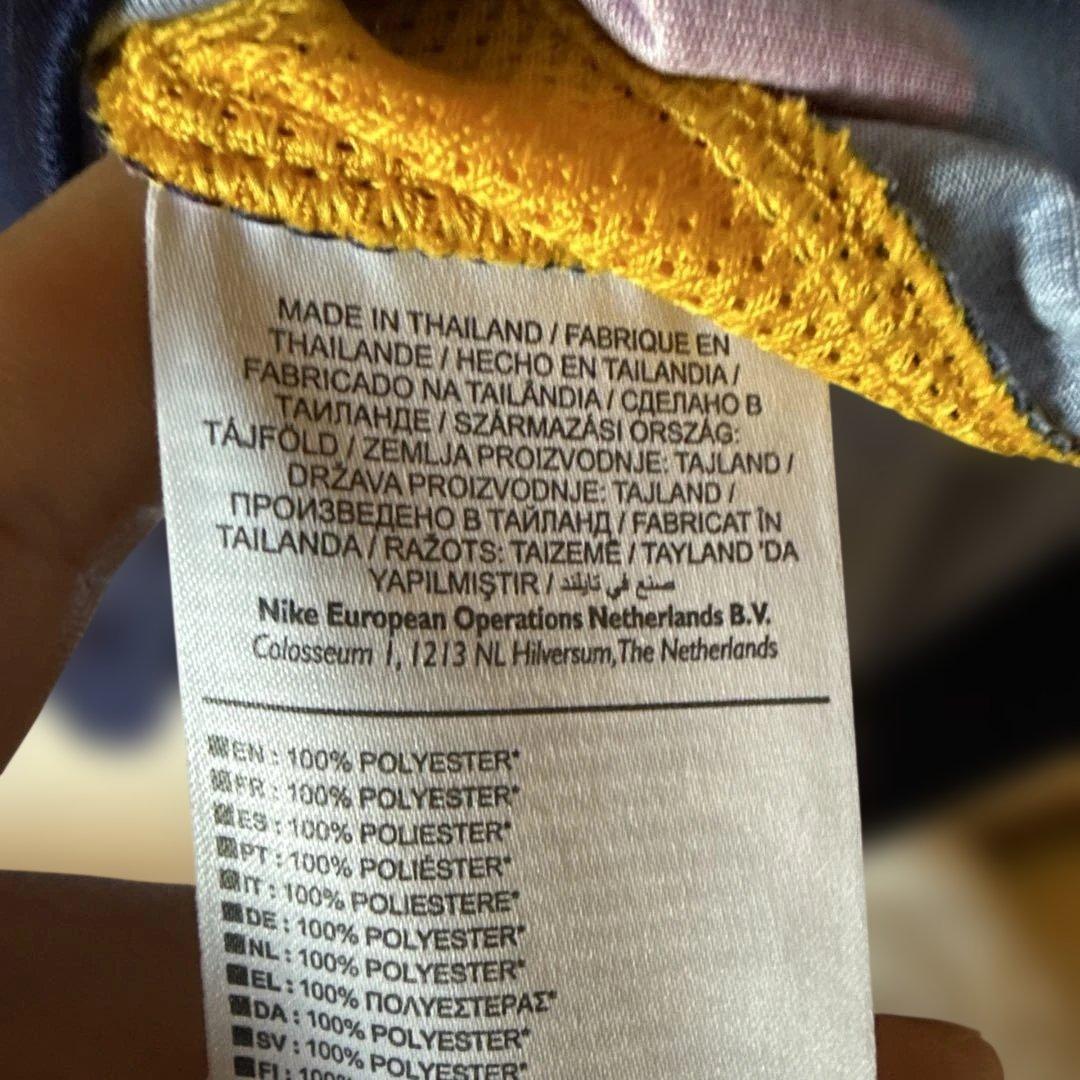 MADE IN THAILAND / FABRIQUE EN
THAILANDE / HECHO EN TAILANDIA /
FABRICADO NA TAILÂNDIA / СДЕЛАНО В
ТАИЛАНДЕ / SZÁRMAZÁSI ORSZÁG:
TÁJFÖLD / ZEMLJA PROIZVODNJE: TAJLAND /
DRŽAVA PROIZVODNJE: TAJLAND /
ПРОИЗВЕДЕНО В ТАЙЛАНД / FABRICAT ÎN
TAILANDA / RAŽOTS: TAIZEMĒ / TAYLAND 'DA
YAPILMIŞTIR / صنع في تايلند
Nike European Operations Netherlands B.V.
Colosseum 1, 1213 NL Hilversum, The Netherlands
EN : 100% POLYESTER*
FR : 100% POLYESTER*
ES : 100% POLIESTER*
PT : 100% POLIÉSTER*
IT : 100% POLIESTERE*
DE : 100% POLYESTER*
NL : 100% POLYESTER*
EL : 100% ΠΟΛΥΕΣΤΕΡΑΣ*
DA : 100% POLYESTER*
SV : 100% POLYESTER*
FI : 100%